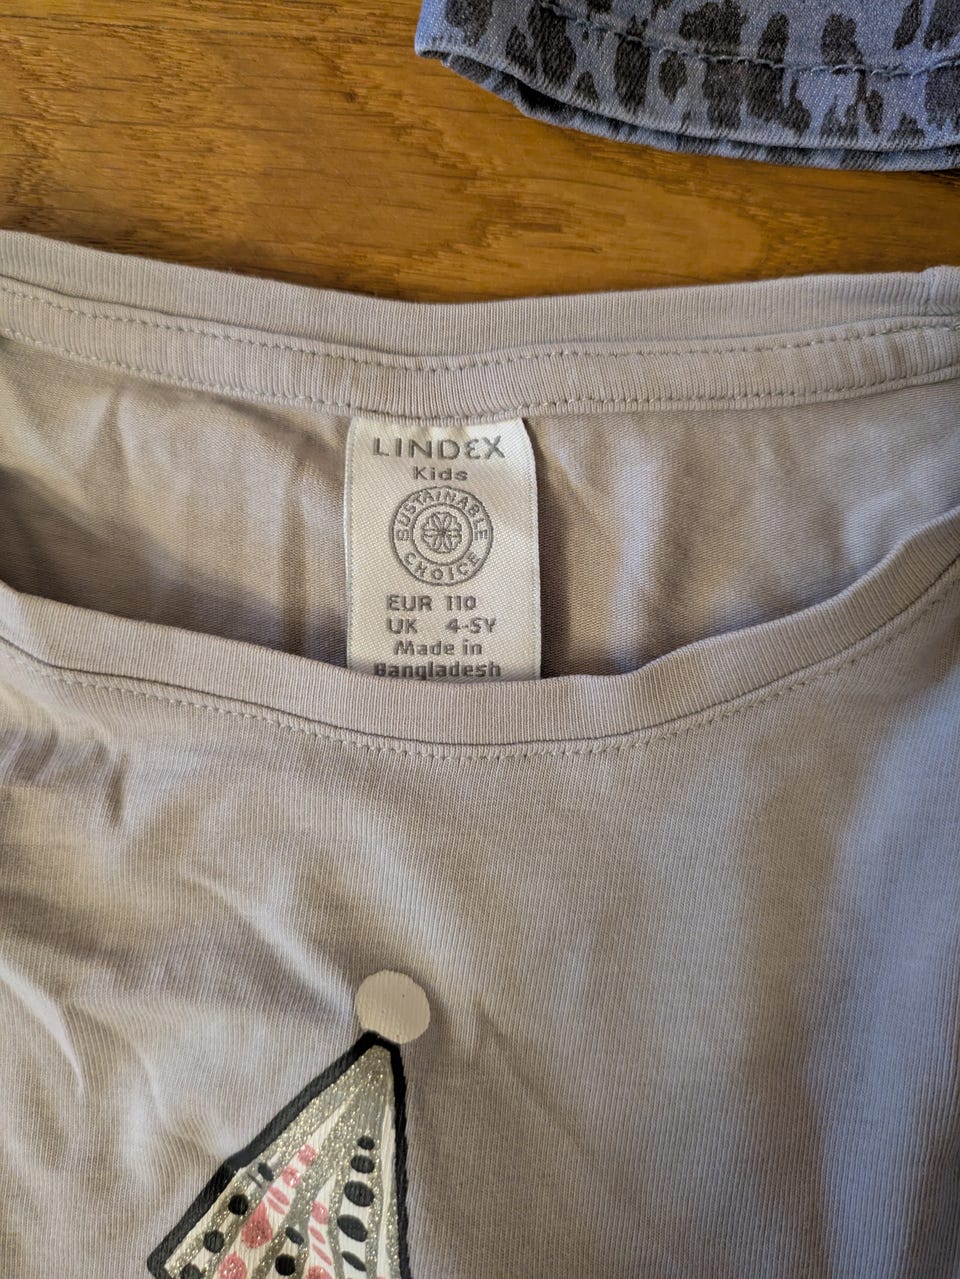 LINDEX
Kids
SUSTAINABLE
CHOICE
EUR 110
UK 4-5Y
Made in
Bangladesh